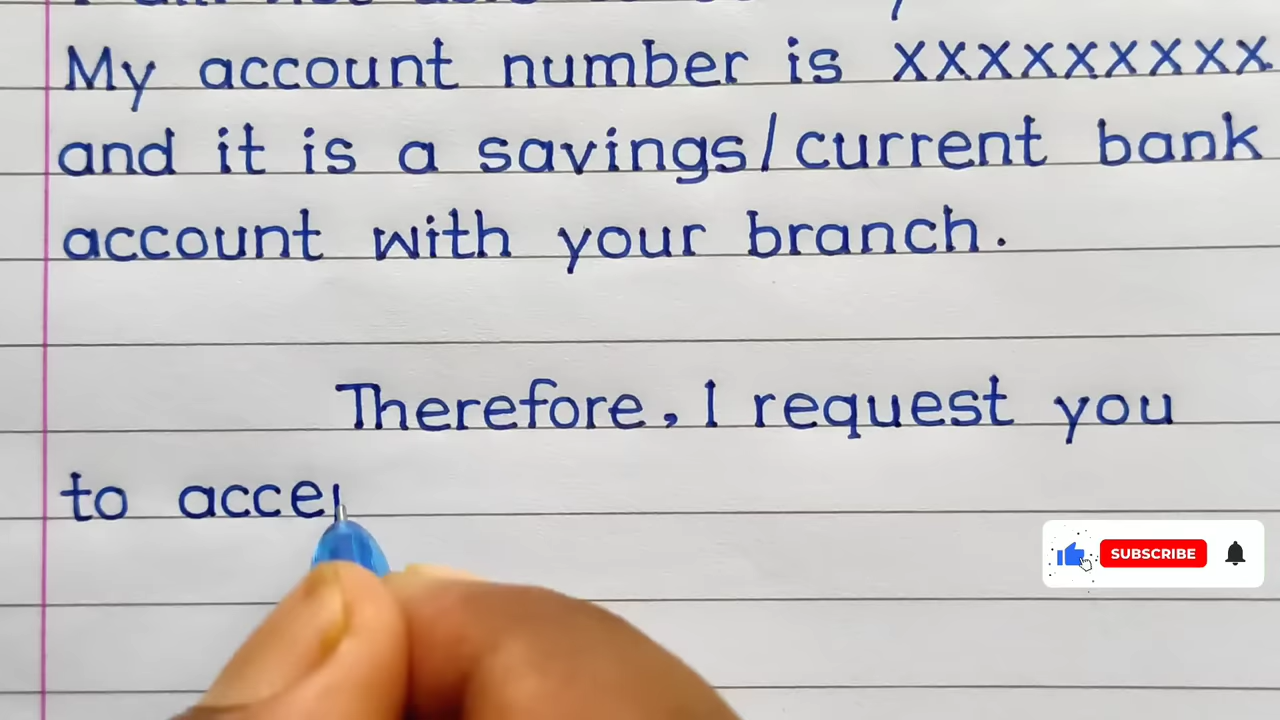 My account number is XXXXXXXXX
and it is a savings/current bank
account with your branch.
Therefore, I request you
to acce
SUBSCRIBE